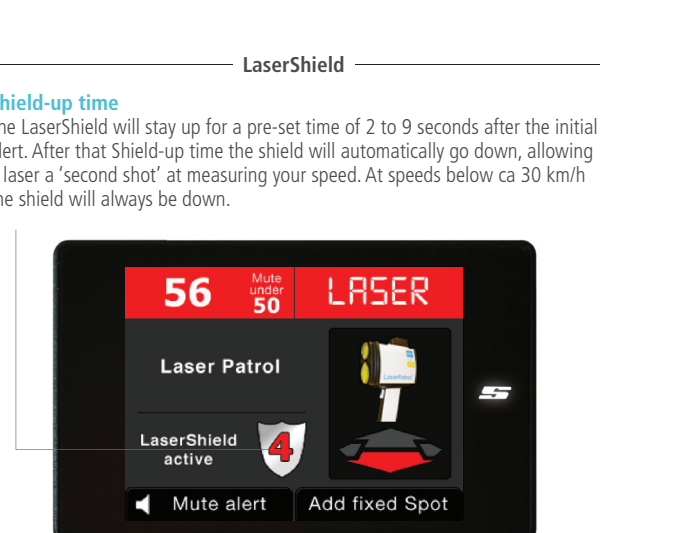 LaserShield
hield-up time
he LaserShield will stay up for a pre-set time of 2 to 9 seconds after the initial
lert. After that Shield-up time the shield will automatically go down, allowing
laser a ‘second shot’ at measuring your speed. At speeds below ca 30 km/h
he shield will always be down.
56
Mute
under
50
LASER
Laser Patrol
LaserPatrol
LaserShield
active
4
Mute alert
Add fixed Spot